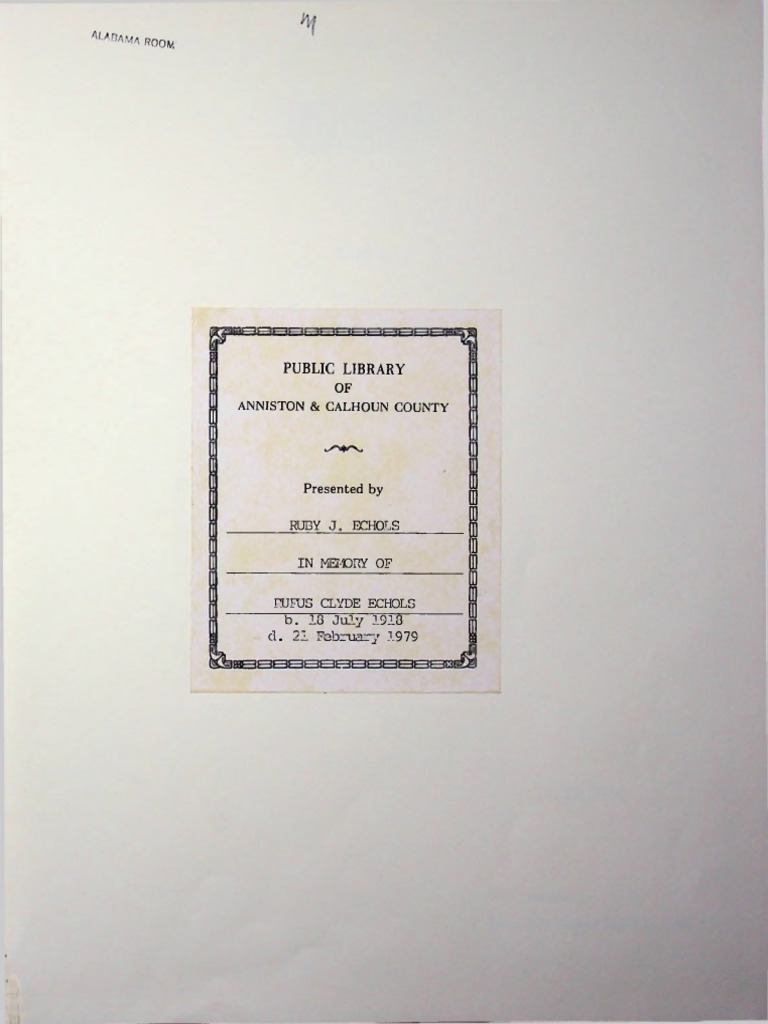 ALABAMA ROOM
M
PUBLIC LIBRARY
OF
ANNISTON & CALHOUN COUNTY
Presented by
RUBY J. ECHOLS
IN MEMORY OF
RUFUS CLYDE ECHOLS
b. 18 July 1918
d. 21 February 1979